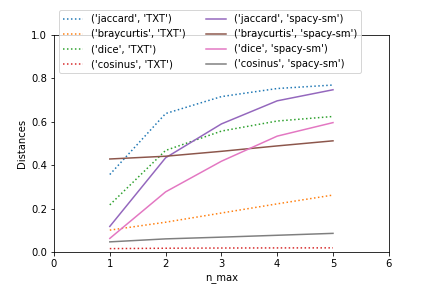 ('jaccard', 'TXT') ('jaccard', 'spacy-sm')
('braycurtis', 'TXT') ('braycurtis', 'spacy-sm')
('dice', 'TXT') ('dice', 'spacy-sm')
('cosinus', 'TXT') ('cosinus', 'spacy-sm')
1.0
0.8
0.6
0.4
0.2
0.0
Distances
0 1 2 3 4 5 6
n_max